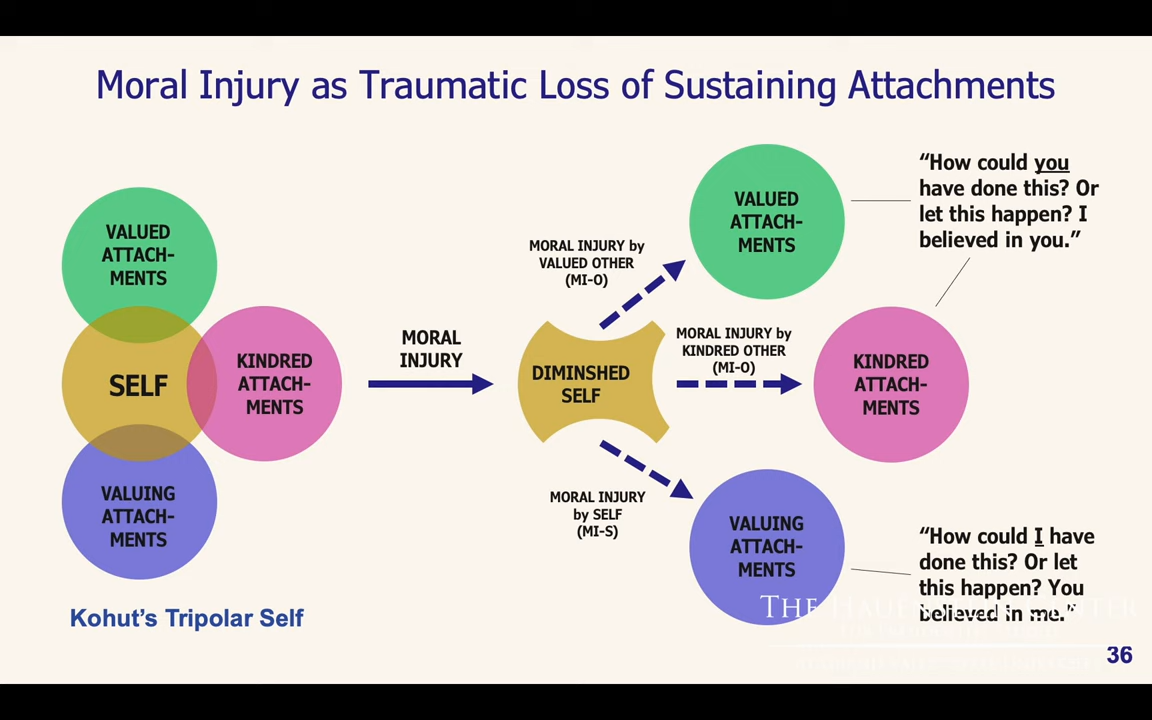 Moral Injury as Traumatic Loss of Sustaining Attachments
VALUED
ATTACH-
MENTS
SELF
KINDRED
ATTACH-
MENTS
VALUING
ATTACH-
MENTS
Kohut's Tripolar Self
MORAL
INJURY
DIMINSHED
SELF
MORAL INJURY by
VALUED OTHER
(MI-O)
MORAL INJURY by
KINDRED OTHER
(MI-O)
MORAL INJURY
by SELF
(MI-S)
VALUED
ATTACH-
MENTS
KINDRED
ATTACH-
MENTS
VALUING
ATTACH-
MENTS
“How could you
have done this? Or
let this happen? I
believed in you.”
“How could I have
done this? Or let
this happen? You
believed in me.”
THE HAUENSTEIN CENTER
36